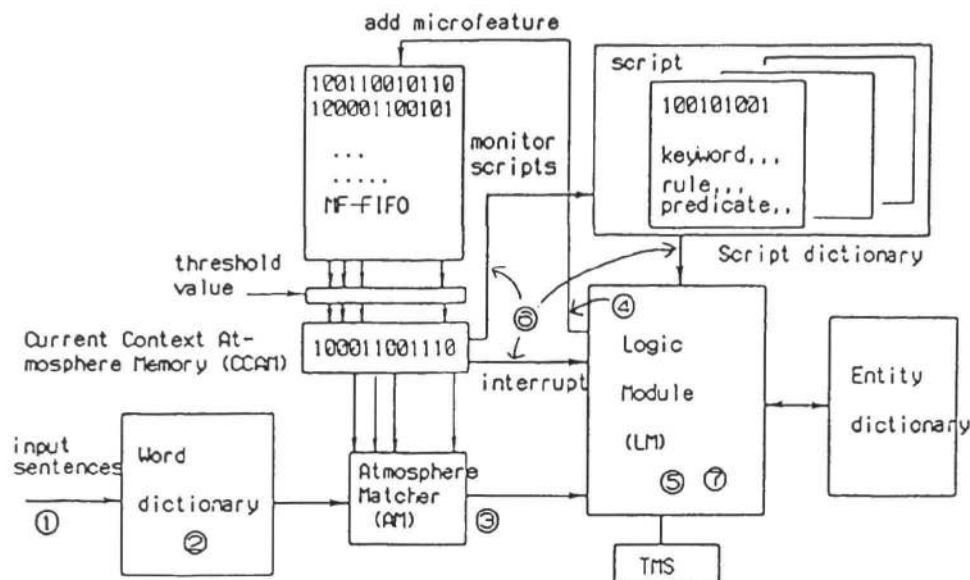 add microfeature
100110010110
100001100101
...
.....
MF-FIFO
monitor
scripts
script
100101001
keyword,,,
rule,,,
predicate,,
Script dictionary
threshold
value
Current Context At-
mosphere Memory (CCAM)
100011001110
interrupt
⑥
④
Logic
Module
(LM)
⑤ ⑦
Entity
dictionary
input
sentences
①
Word
dictionary
②
Atmosphere
Matcher
(AM)
③
TMS